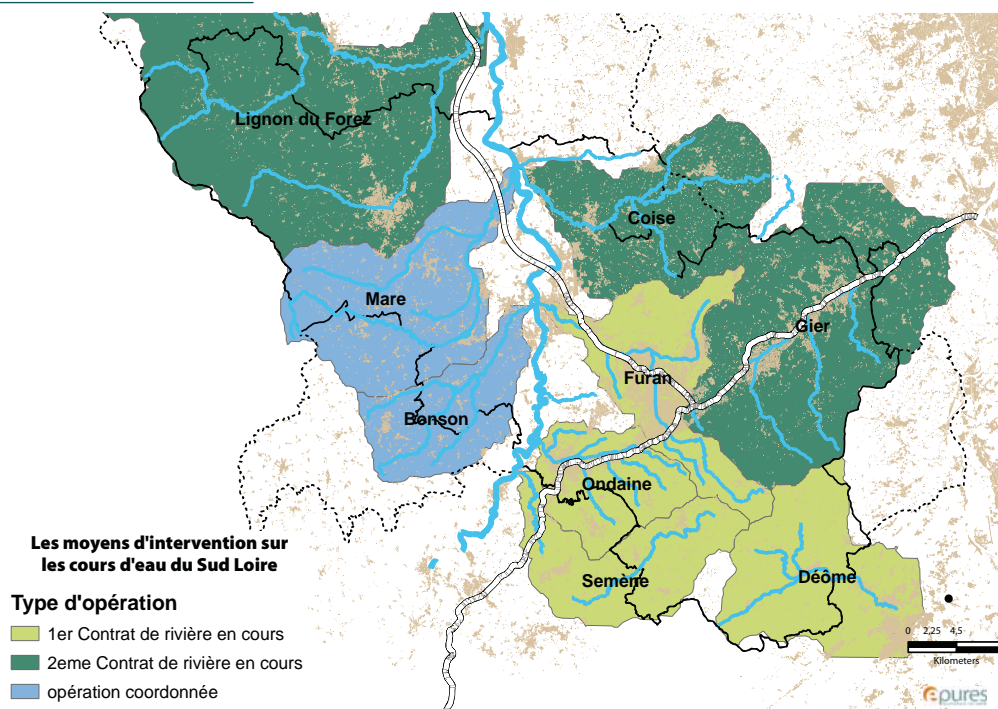 Lignon du Forez
Coise
Mare
Gier
Furan
Bonson
Ondaine
Semène
Déôme
Les moyens d'intervention sur
les cours d'eau du Sud Loire
Type d'opération
1er Contrat de rivière en cours
2eme Contrat de rivière en cours
opération coordonnée
0 2,25 4,5
Kilometers
epures